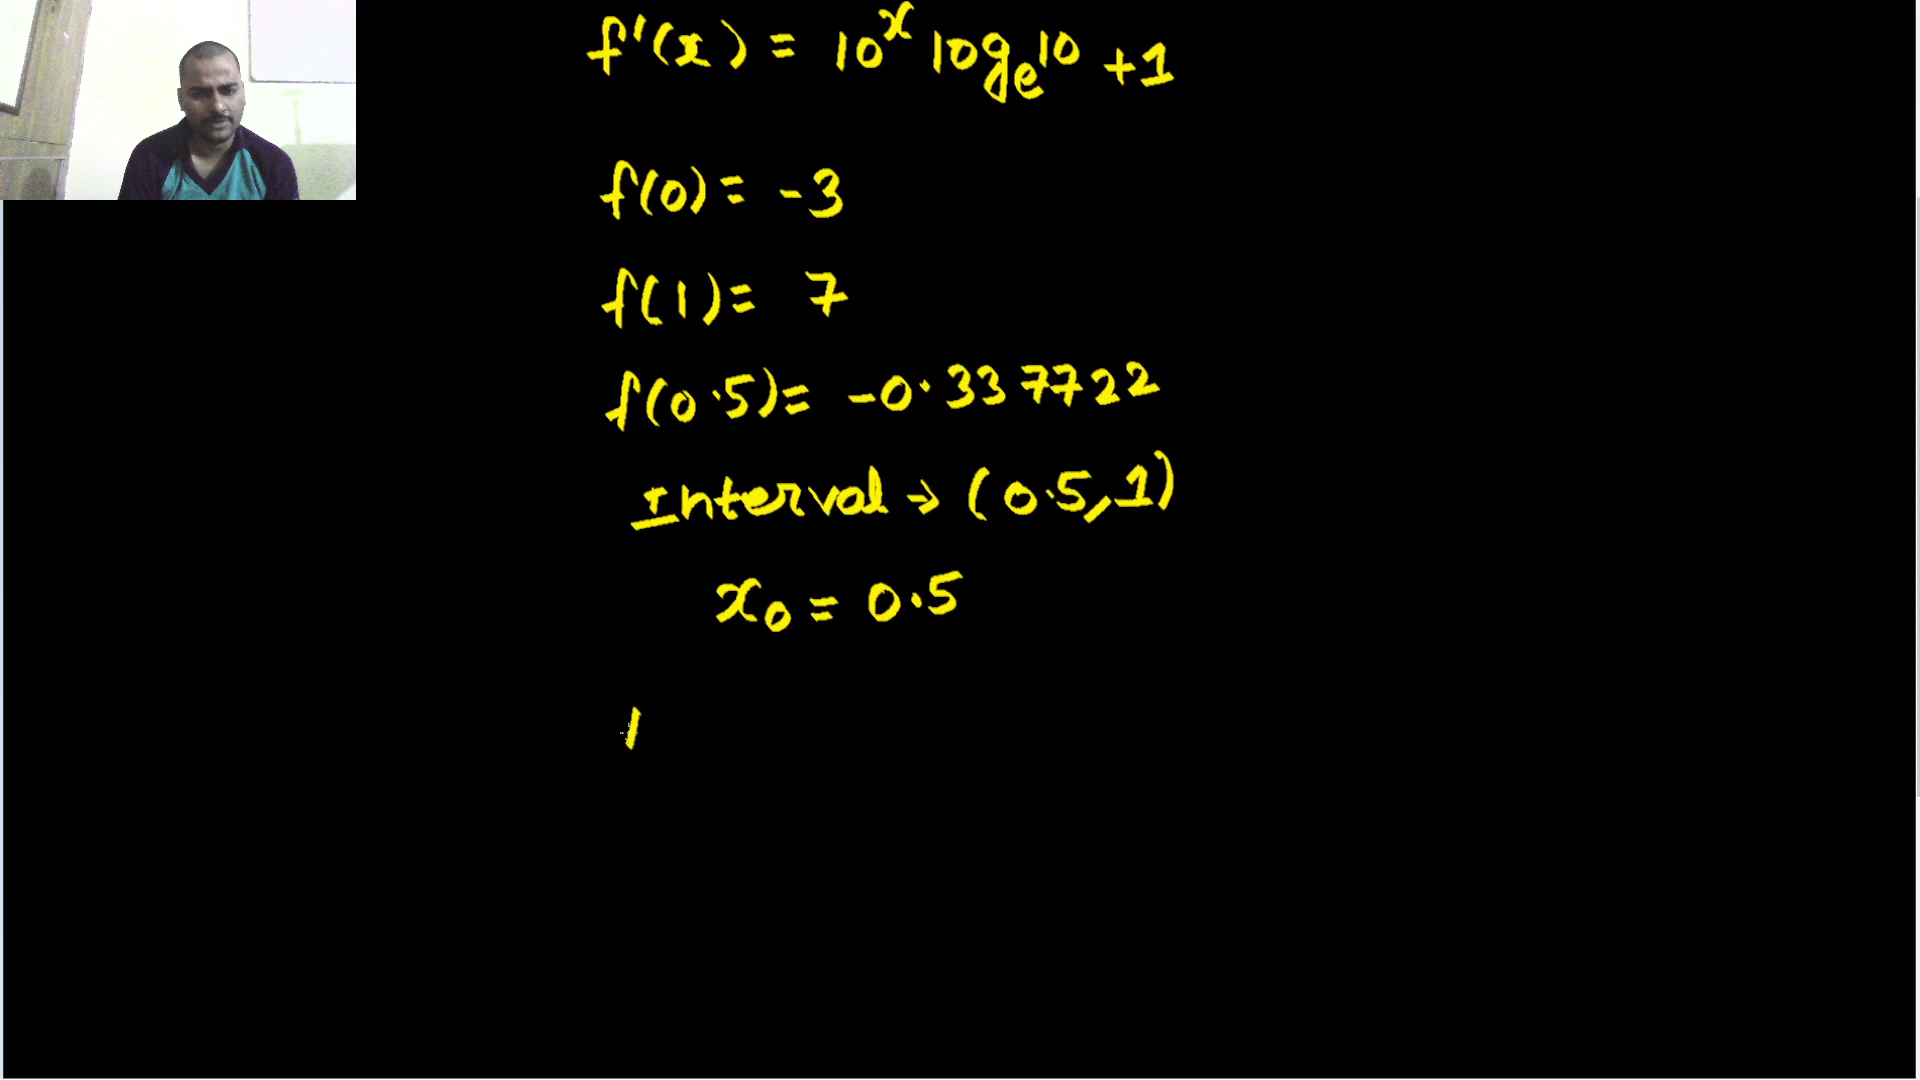 f'(x) = 10^x log_e 10 + 1
f(0) = -3
f(1) = 7
f(0.5) = -0.337722
Interval → (0.5, 1)
x₀ = 0.5